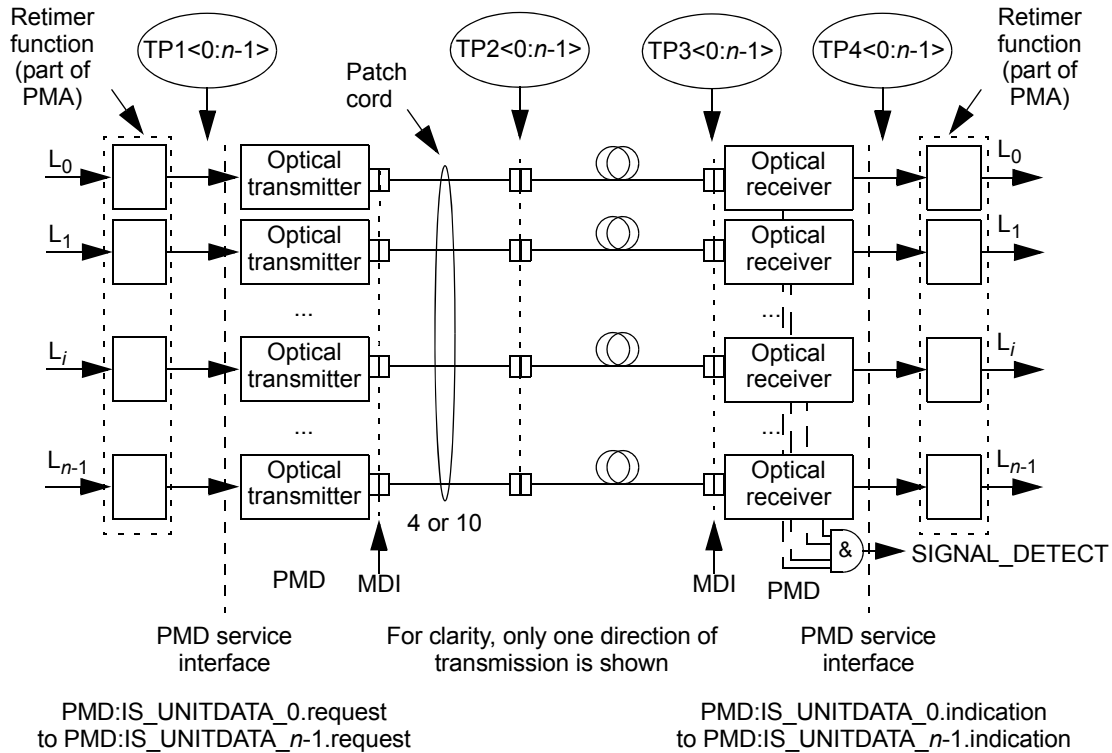 Retimer
function
(part of
PMA)
TP1<0:n-1>
Patch
cord
TP2<0:n-1>
TP3<0:n-1>
TP4<0:n-1>
Retimer
function
(part of
PMA)
L0
Optical
transmitter
Optical
receiver
L0
L1
Optical
transmitter
Optical
receiver
L1
...
...
Li
Optical
transmitter
Optical
receiver
Li
...
...
Ln-1
Optical
transmitter
Optical
receiver
Ln-1
4 or 10
&
SIGNAL_DETECT
PMD
MDI
MDI
PMD
PMD service
interface
For clarity, only one direction of
transmission is shown
PMD service
interface
PMD:IS_UNITDATA_0.request
to PMD:IS_UNITDATA_n-1.request
PMD:IS_UNITDATA_0.indication
to PMD:IS_UNITDATA_n-1.indication